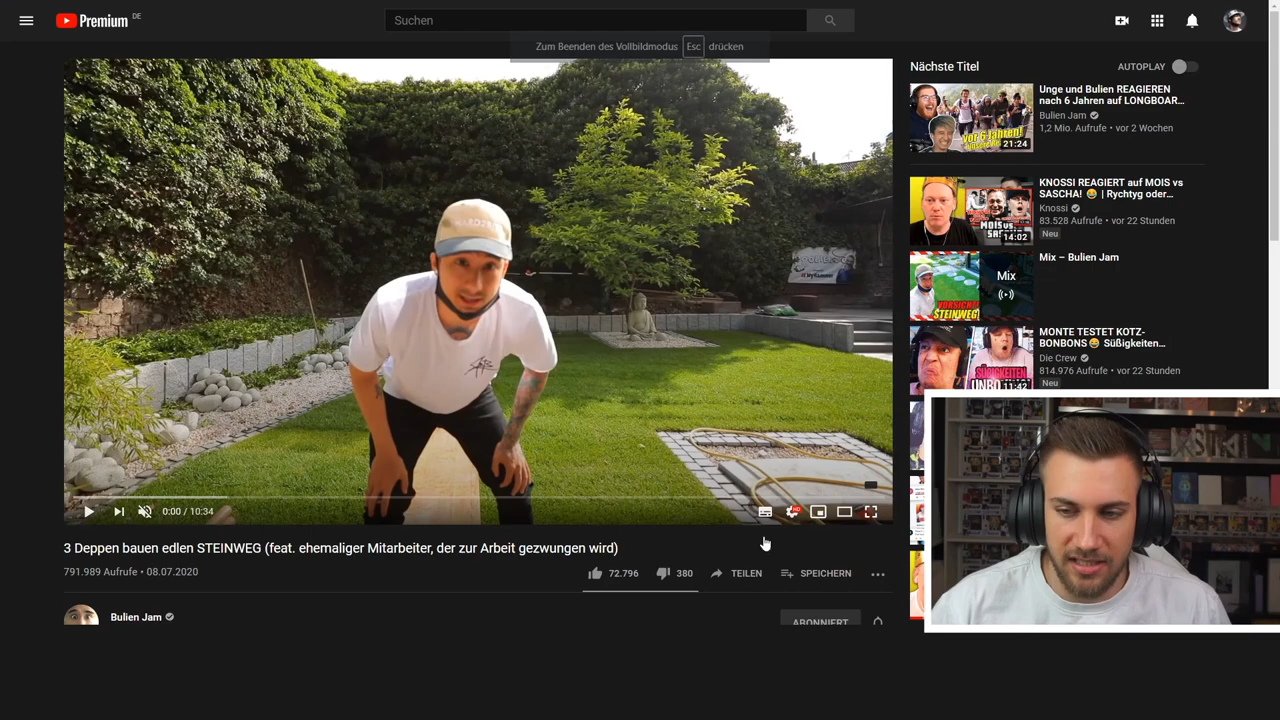 Premium DE
Suchen
Zum Beenden des Vollbildmodus Esc drücken
Nächste Titel
AUTOPLAY
vor 6 Jahren!
21:24
Unge und Bulien REAGIEREN
nach 6 Jahren auf LONGBOAR...
Bulien Jam
1,2 Mio. Aufrufe • vor 2 Wochen
14:02
KNOSSI REAGIERT auf MOIS vs
SASCHA! 😂 | Rychtyg oder...
Knossi
83.528 Aufrufe • vor 22 Stunden
Neu
VORSICHT
STEINWEG
Mix
Mix – Bulien Jam
11:42
MONTE TESTET KOTZ-
BONBONS😂 Süßigkeiten...
Die Crew
814.976 Aufrufe • vor 22 Stunden
Neu
0:00 / 10:34
HD
3 Deppen bauen edlen STEINWEG (feat. ehemaliger Mitarbeiter, der zur Arbeit gezwungen wird)
791.989 Aufrufe • 08.07.2020
72.796
380
TEILEN
SPEICHERN
Bulien Jam
ABONNIERT